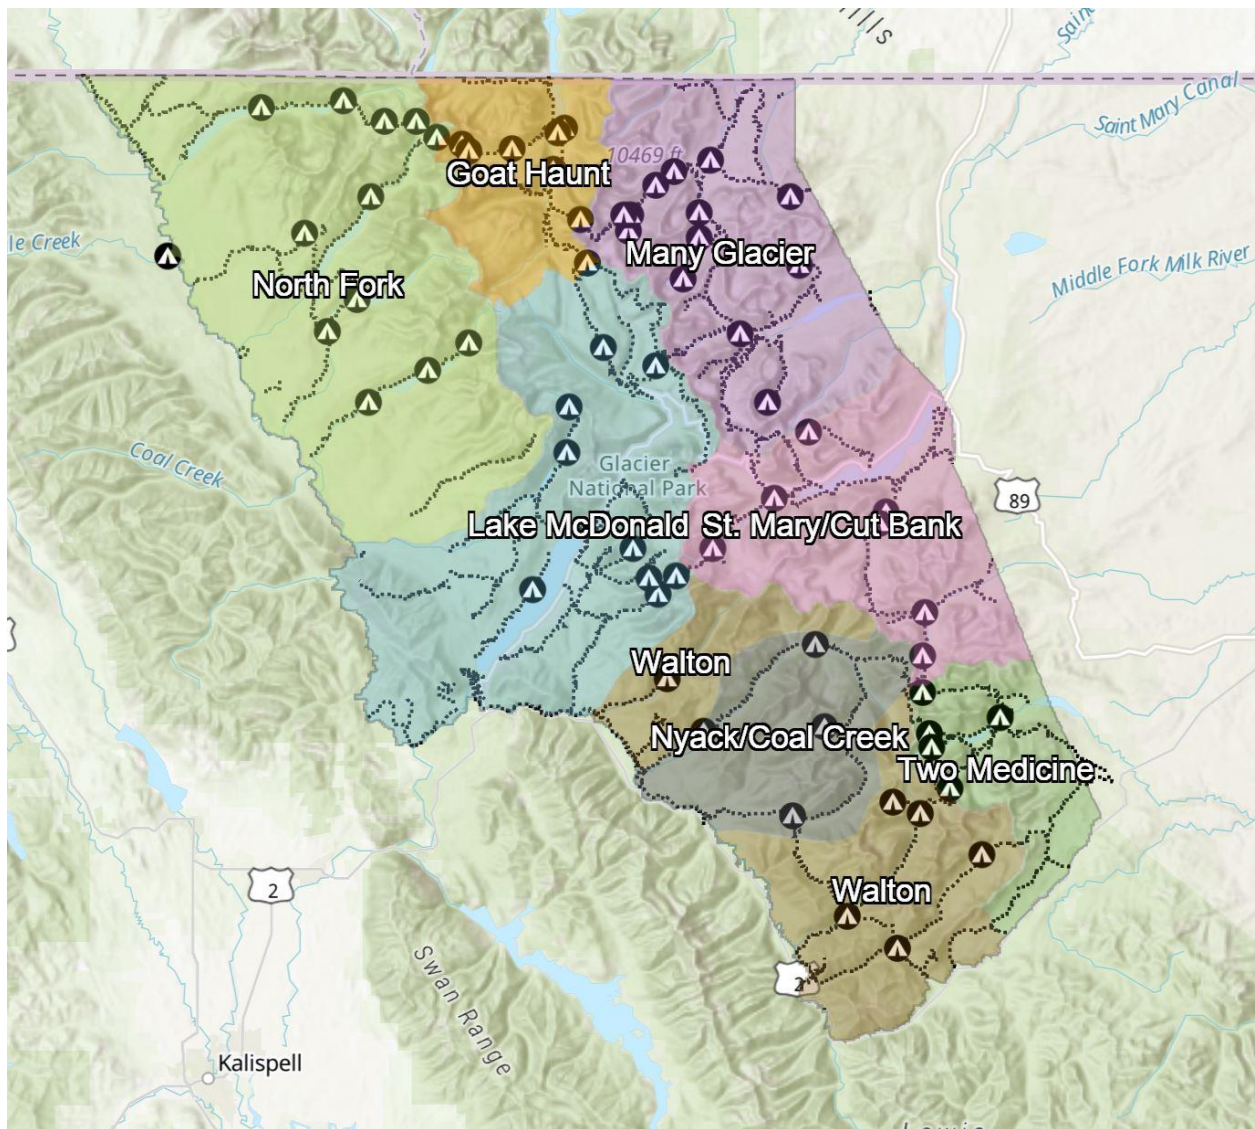 Saint Mary Canal
10469 ft
Goat Haunt
le Creek
Many Glacier
Middle Fork Milk River
North Fork
Coal Creek
Glacier
National Park
89
Lake McDonald
St. Mary/Cut Bank
Walton
Nyack/Coal Creek
Two Medicine
2
Walton
2
Swan Range
Kalispell